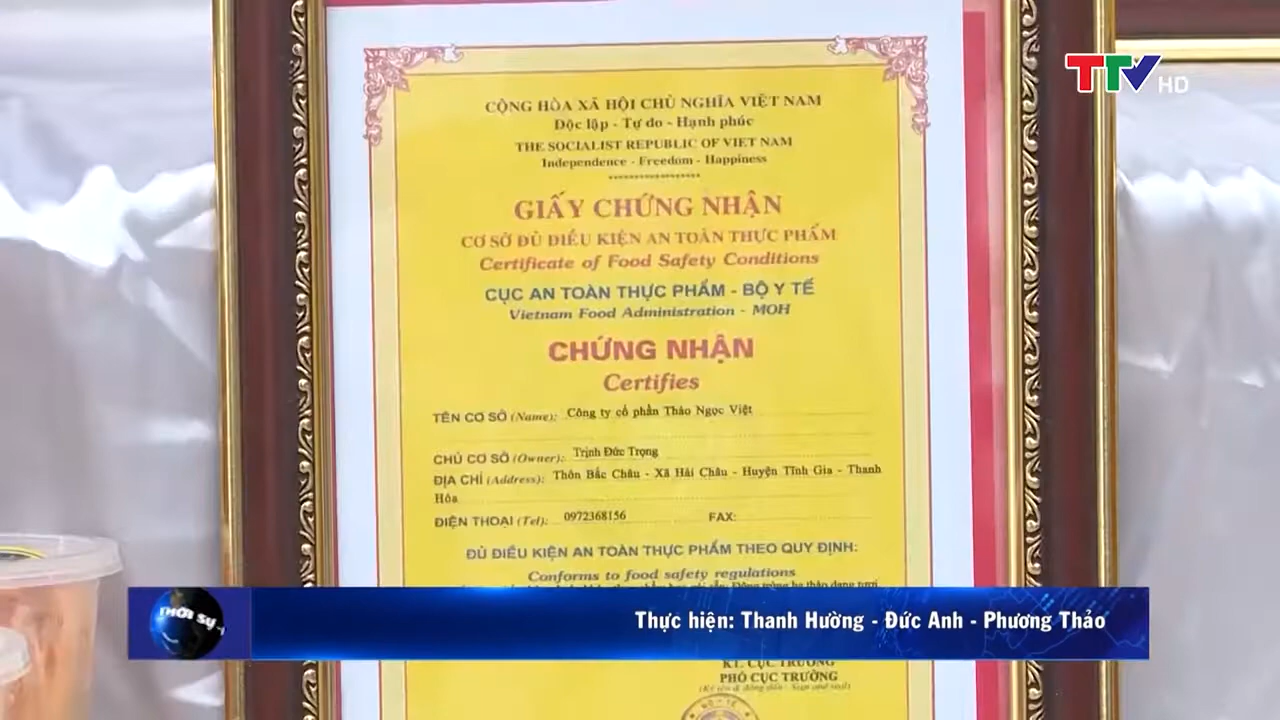 TTV HD
CỘNG HÒA XÃ HỘI CHỦ NGHĨA VIỆT NAM
Độc lập - Tự do - Hạnh phúc
THE SOCIALIST REPUBLIC OF VIET NAM
Independence - Freedom - Happiness
GIẤY CHỨNG NHẬN
CƠ SỞ ĐỦ ĐIỀU KIỆN AN TOÀN THỰC PHẨM
Certificate of Food Safety Conditions
CỤC AN TOÀN THỰC PHẨM - BỘ Y TẾ
Vietnam Food Administration - MOH
CHỨNG NHẬN
Certifies
TÊN CƠ SỞ (Name): Công ty cổ phần Thảo Ngọc Việt
CHỦ CƠ SỞ (Owner): Trịnh Đức Trọng
ĐỊA CHỈ (Address): Thôn Bắc Châu - Xã Hải Châu - Huyện Tĩnh Gia - Thanh
Hóa
ĐIỆN THOẠI (Tel): 0972368156 FAX:
ĐỦ ĐIỀU KIỆN AN TOÀN THỰC PHẨM THEO QUY ĐỊNH:
Conforms to food safety regulations
THỜI SỰ
Thực hiện: Thanh Hường - Đức Anh - Phương Thảo
KT. CỤC TRƯỞNG
PHÓ CỤC TRƯỞNG